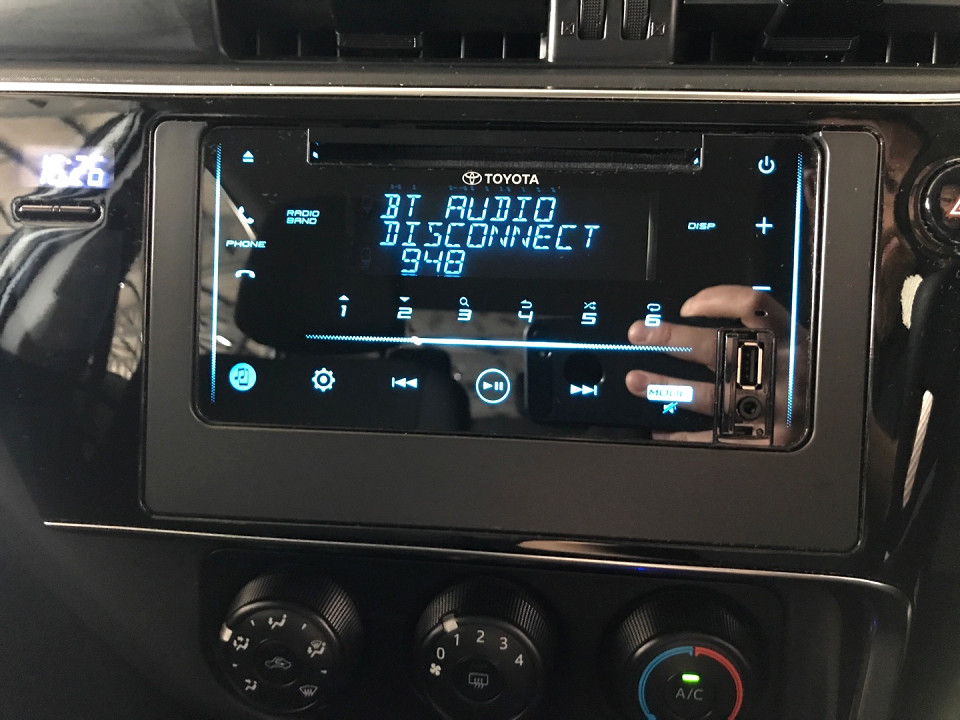 16:26
TOYOTA
RADIO
BAND
BT AUDIO
DISP
PHONE
DISCONNECT
948
1 2 3 4 5 6
MODE
0 1 2 3 4
A/C